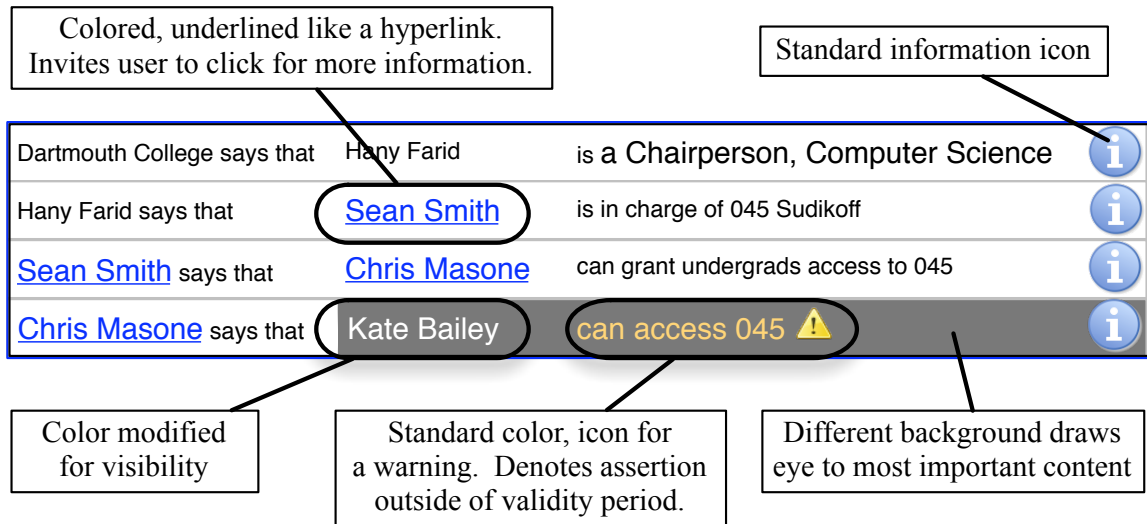 Colored, underlined like a hyperlink.
Invites user to click for more information.
Standard information icon
Dartmouth College says that Hany Farid is a Chairperson, Computer Science i
Hany Farid says that Sean Smith is in charge of 045 Sudikoff i
Sean Smith says that Chris Masone can grant undergrads access to 045 i
Chris Masone says that Kate Bailey can access 045 ! i
Color modified
for visibility
Standard color, icon for
a warning. Denotes assertion
outside of validity period.
Different background draws
eye to most important content